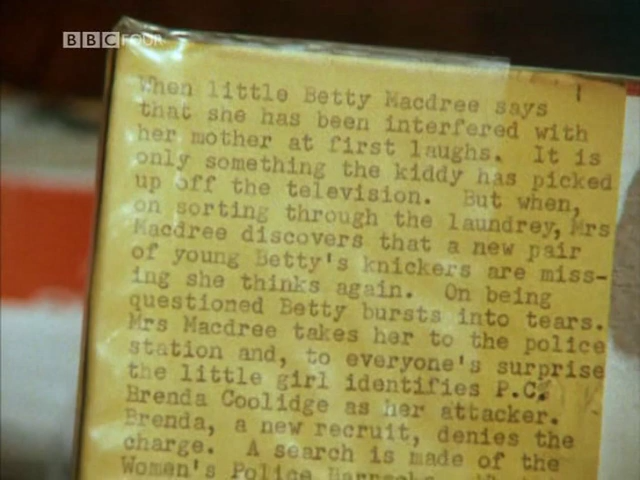 BBC FOUR
When little Betty Macdree says
that she has been interfered with
her mother at first laughs. It is
only something the kiddy has picked
up off the television. But when,
on sorting through the laundrey, Mrs
Macdree discovers that a new pair
of young Betty's knickers are miss-
ing she thinks again. On being
questioned Betty bursts into tears.
Mrs Macdree takes her to the police
station and, to everyone's surprise
the little girl identifies P.C.
Brenda Coolidge as her attacker.
Brenda, a new recruit, denies the
charge. A search is made of the
Women's Police Barracks.